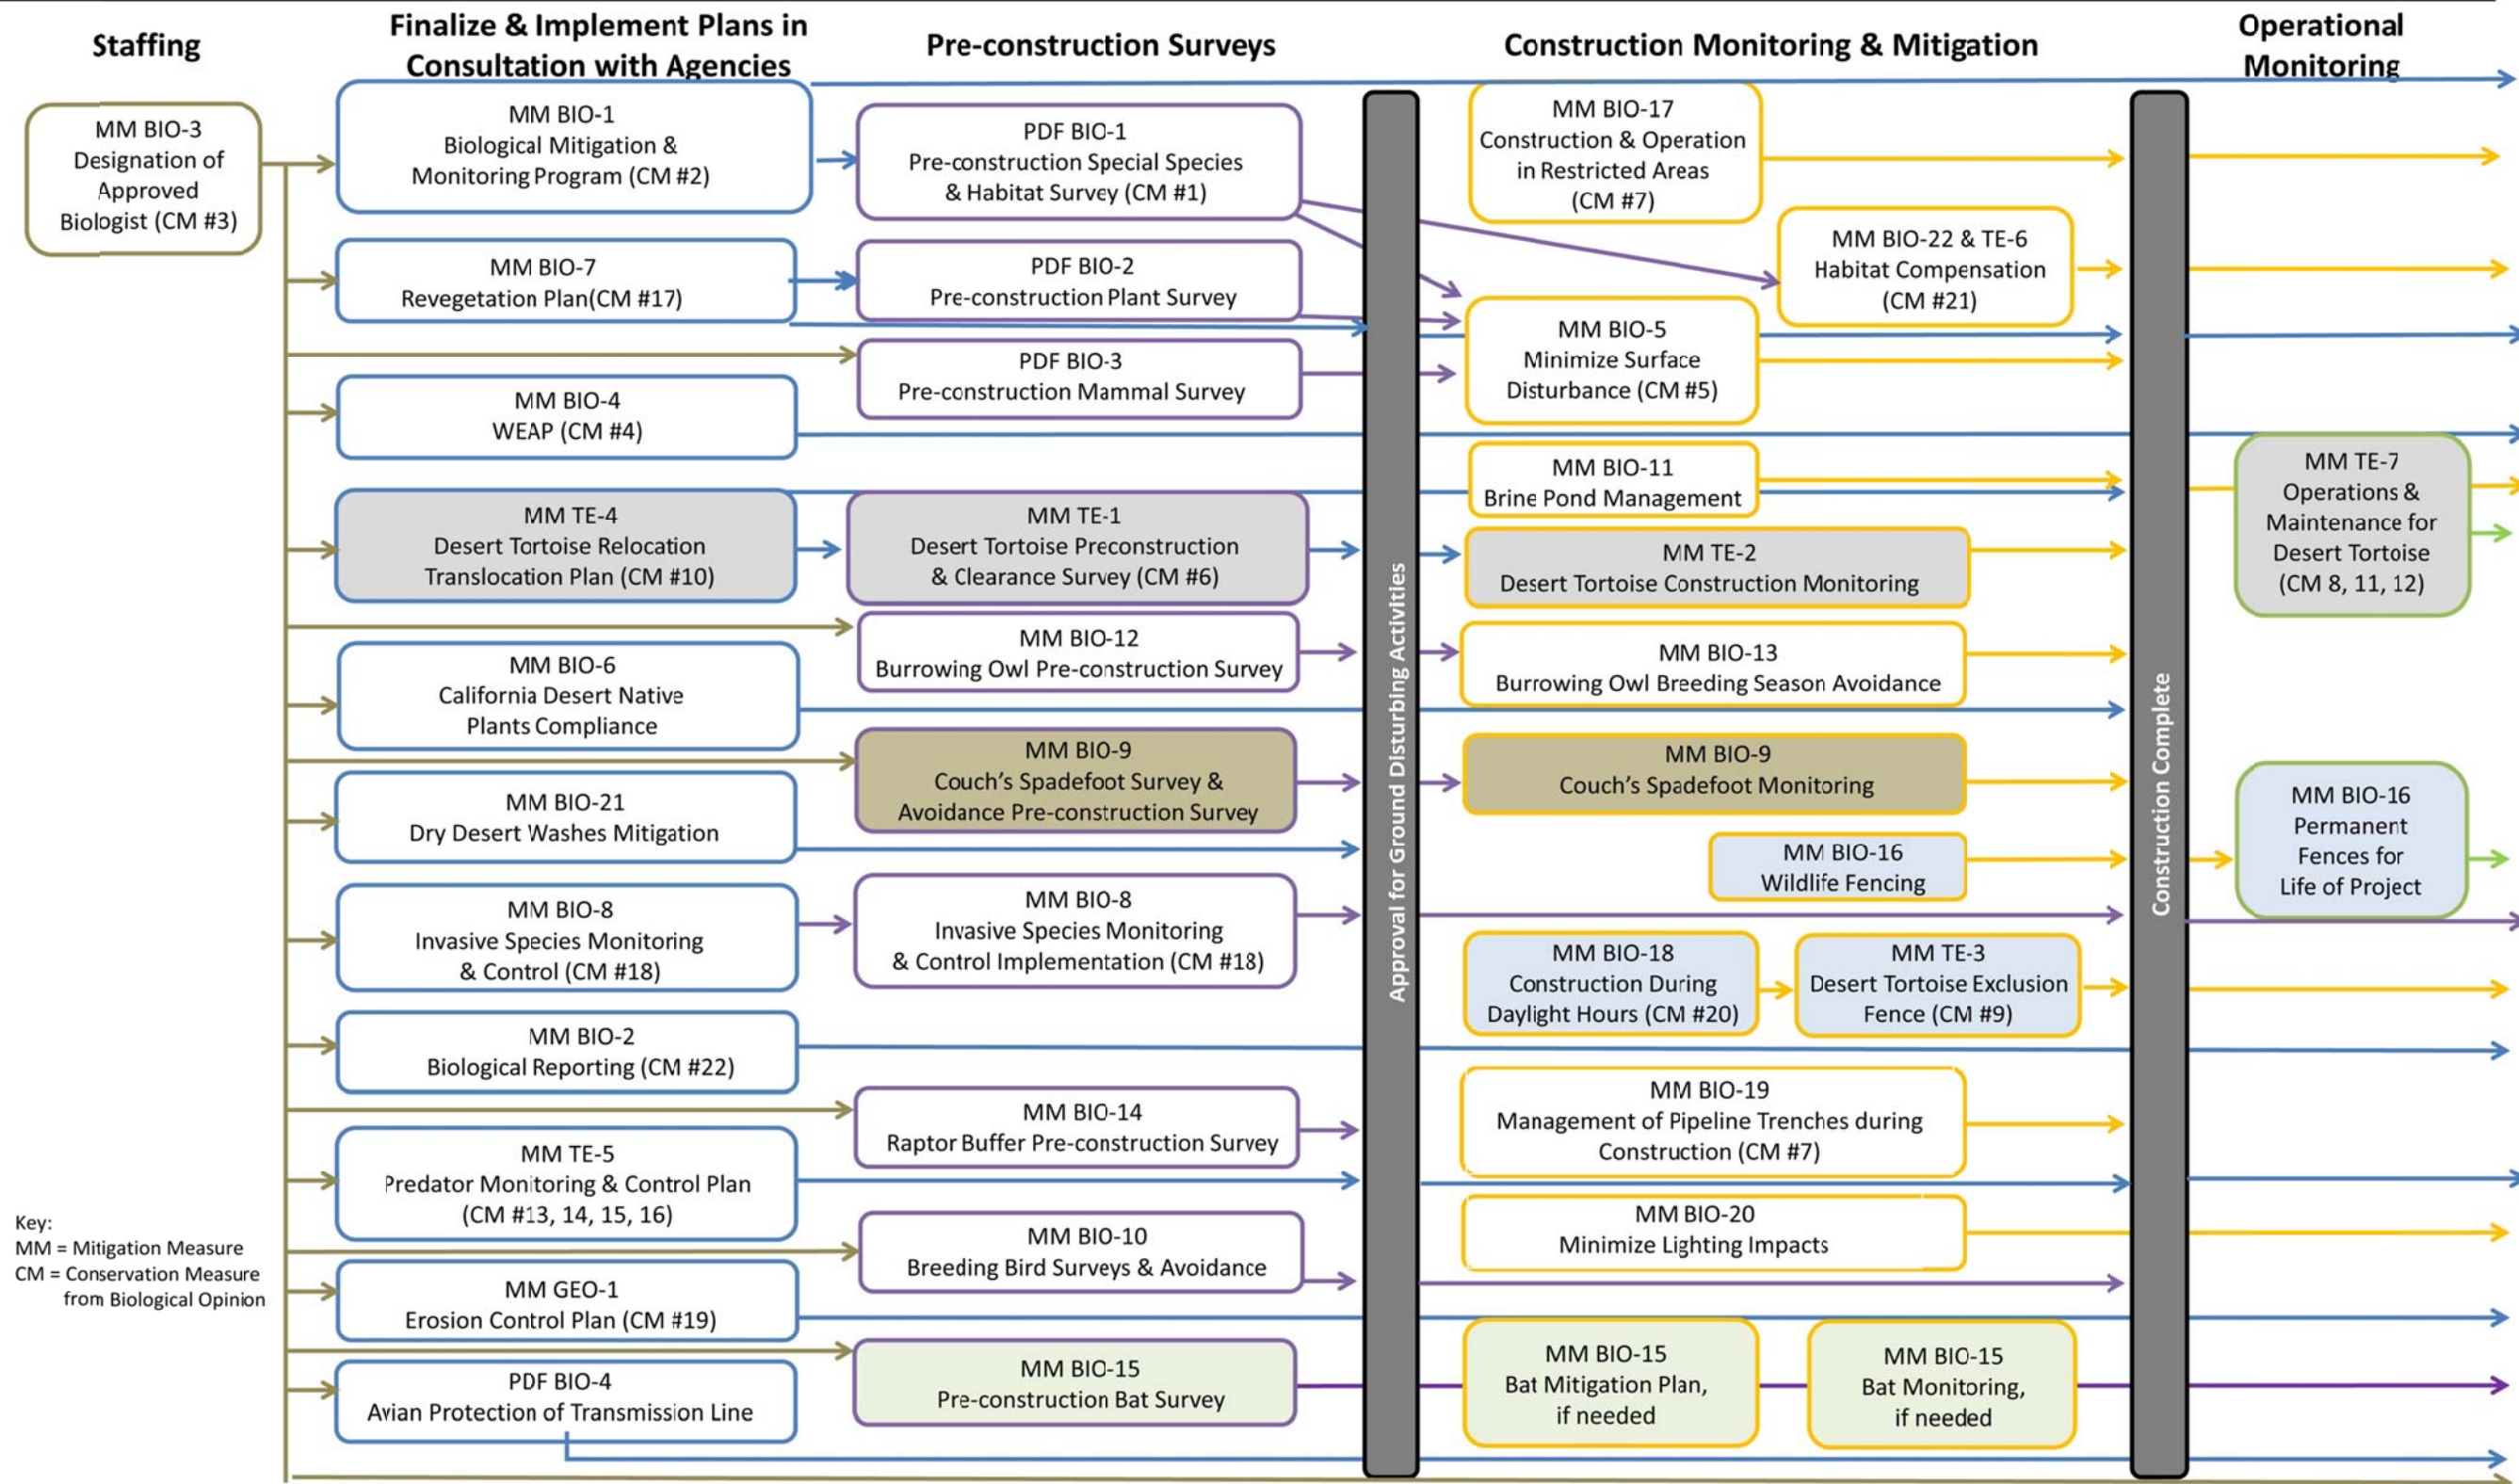 Staffing
Finalize & Implement Plans in
Consultation with Agencies
Pre-construction Surveys
Construction Monitoring & Mitigation
Operational
Monitoring
MM BIO-3
Designation of
Approved
Biologist (CM #3)
MM BIO-1
Biological Mitigation &
Monitoring Program (CM #2)
MM BIO-7
Revegetation Plan(CM #17)
MM BIO-4
WEAP (CM #4)
MM TE-4
Desert Tortoise Relocation
Translocation Plan (CM #10)
MM BIO-6
California Desert Native
Plants Compliance
MM BIO-21
Dry Desert Washes Mitigation
MM BIO-8
Invasive Species Monitoring
& Control (CM #18)
MM BIO-2
Biological Reporting (CM #22)
MM TE-5
Predator Monitoring & Control Plan
(CM #13, 14, 15, 16)
MM GEO-1
Erosion Control Plan (CM #19)
PDF BIO-4
Avian Protection of Transmission Line
PDF BIO-1
Pre-construction Special Species
& Habitat Survey (CM #1)
PDF BIO-2
Pre-construction Plant Survey
PDF BIO-3
Pre-construction Mammal Survey
MM TE-1
Desert Tortoise Preconstruction
& Clearance Survey (CM #6)
MM BIO-12
Burrowing Owl Pre-construction Survey
MM BIO-9
Couch’s Spadefoot Survey &
Avoidance Pre-construction Survey
MM BIO-8
Invasive Species Monitoring
& Control Implementation (CM #18)
MM BIO-14
Raptor Buffer Pre-construction Survey
MM BIO-10
Breeding Bird Surveys & Avoidance
MM BIO-15
Pre-construction Bat Survey
Approval for Ground Disturbing Activities
MM BIO-17
Construction & Operation
in Restricted Areas
(CM #7)
MM BIO-22 & TE-6
Habitat Compensation
(CM #21)
MM BIO-5
Minimize Surface
Disturbance (CM #5)
MM BIO-11
Brine Pond Management
MM TE-2
Desert Tortoise Construction Monitoring
MM BIO-13
Burrowing Owl Breeding Season Avoidance
MM BIO-9
Couch’s Spadefoot Monitoring
MM BIO-16
Wildlife Fencing
MM BIO-18
Construction During
Daylight Hours (CM #20)
MM TE-3
Desert Tortoise Exclusion
Fence (CM #9)
MM BIO-19
Management of Pipeline Trenches during
Construction (CM #7)
MM BIO-20
Minimize Lighting Impacts
MM BIO-15
Bat Mitigation Plan,
if needed
MM BIO-15
Bat Monitoring,
if needed
Construction Complete
MM TE-7
Operations &
Maintenance for
Desert Tortoise
(CM 8, 11, 12)
MM BIO-16
Permanent
Fences for
Life of Project
Key:
MM = Mitigation Measure
CM = Conservation Measure
from Biological Opinion